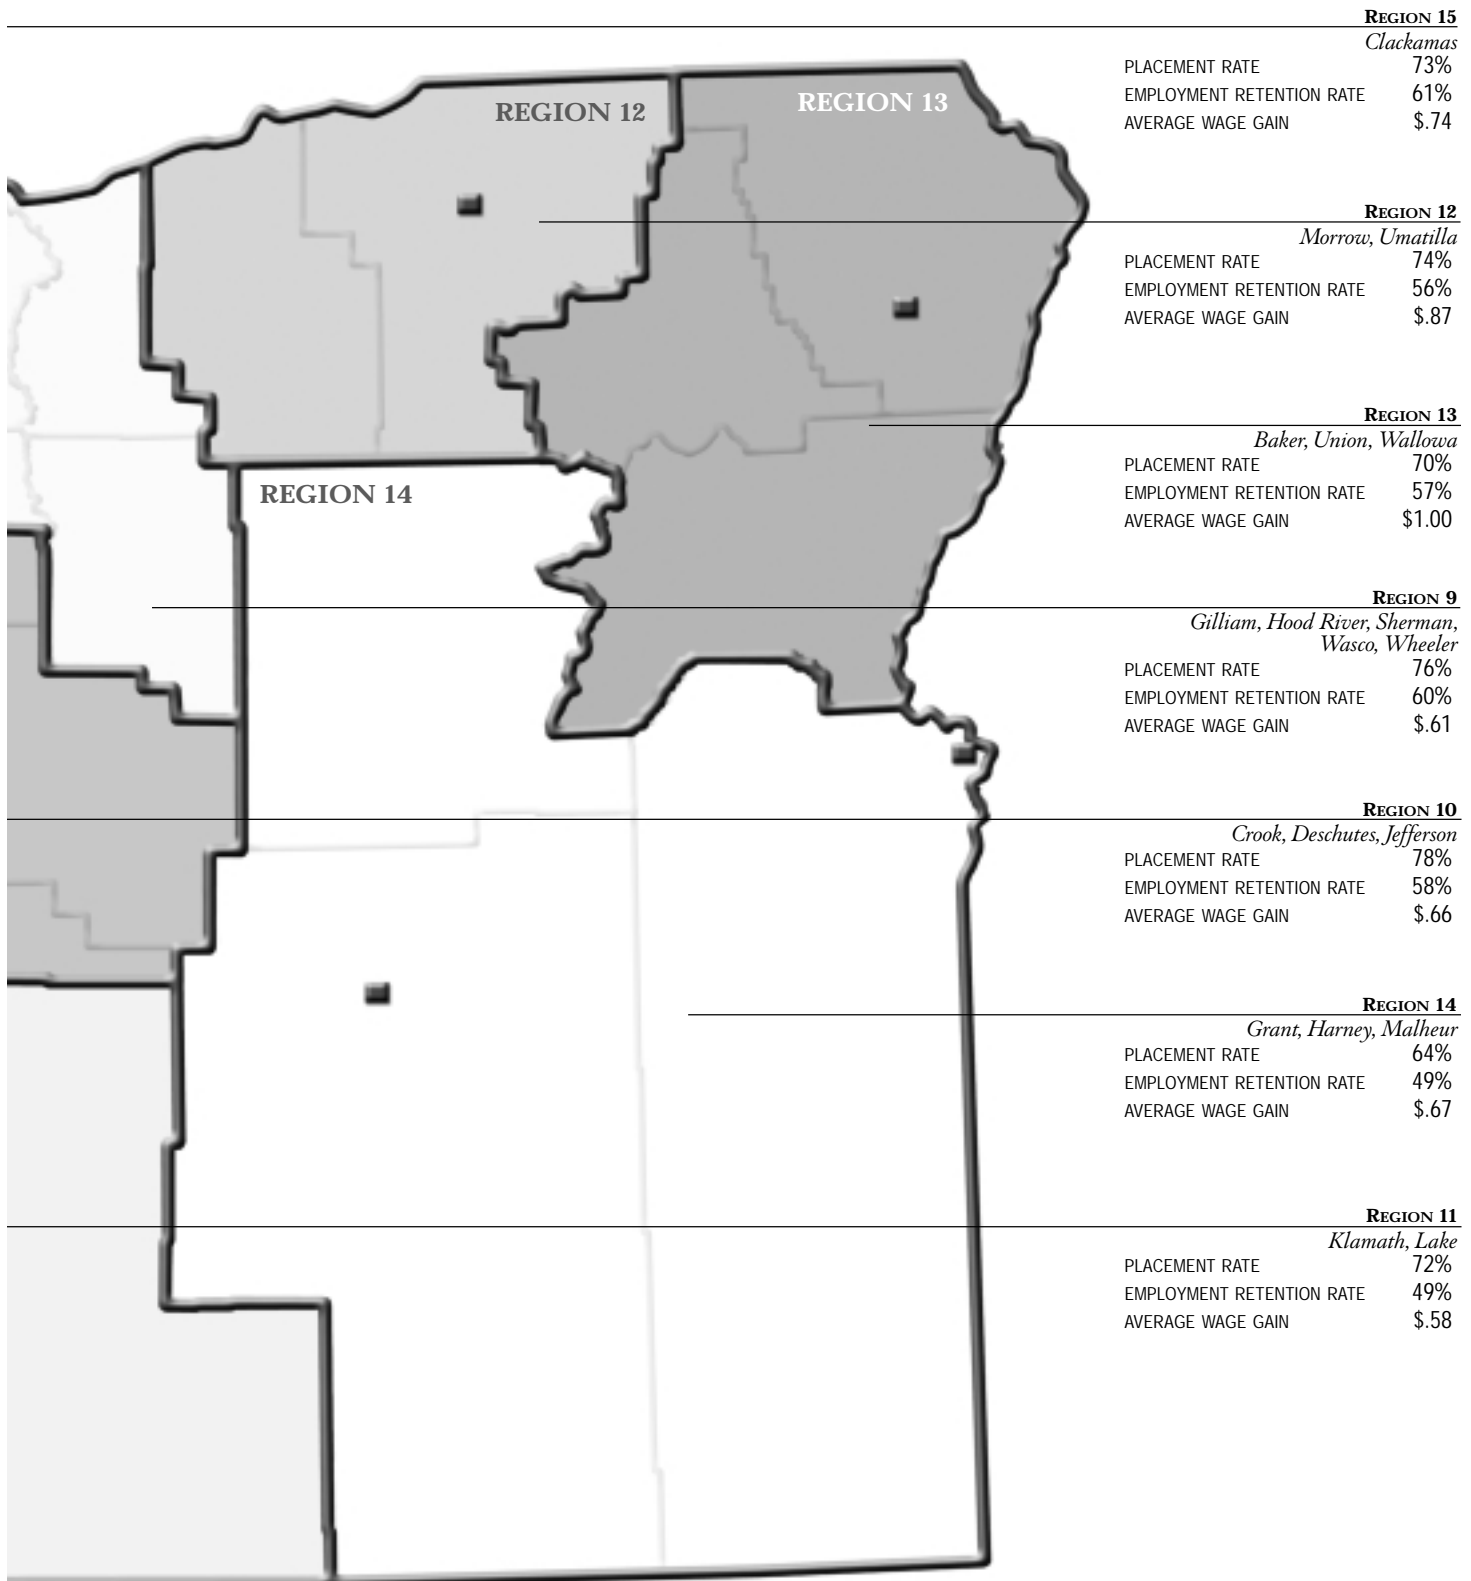 REGION 12
REGION 13
REGION 14
REGION 15
Clackamas
PLACEMENT RATE 73%
EMPLOYMENT RETENTION RATE 61%
AVERAGE WAGE GAIN $.74
REGION 12
Morrow, Umatilla
PLACEMENT RATE 74%
EMPLOYMENT RETENTION RATE 56%
AVERAGE WAGE GAIN $.87
REGION 13
Baker, Union, Wallowa
PLACEMENT RATE 70%
EMPLOYMENT RETENTION RATE 57%
AVERAGE WAGE GAIN $1.00
REGION 9
Gilliam, Hood River, Sherman,
Wasco, Wheeler
PLACEMENT RATE 76%
EMPLOYMENT RETENTION RATE 60%
AVERAGE WAGE GAIN $.61
REGION 10
Crook, Deschutes, Jefferson
PLACEMENT RATE 78%
EMPLOYMENT RETENTION RATE 58%
AVERAGE WAGE GAIN $.66
REGION 14
Grant, Harney, Malheur
PLACEMENT RATE 64%
EMPLOYMENT RETENTION RATE 49%
AVERAGE WAGE GAIN $.67
REGION 11
Klamath, Lake
PLACEMENT RATE 72%
EMPLOYMENT RETENTION RATE 49%
AVERAGE WAGE GAIN $.58